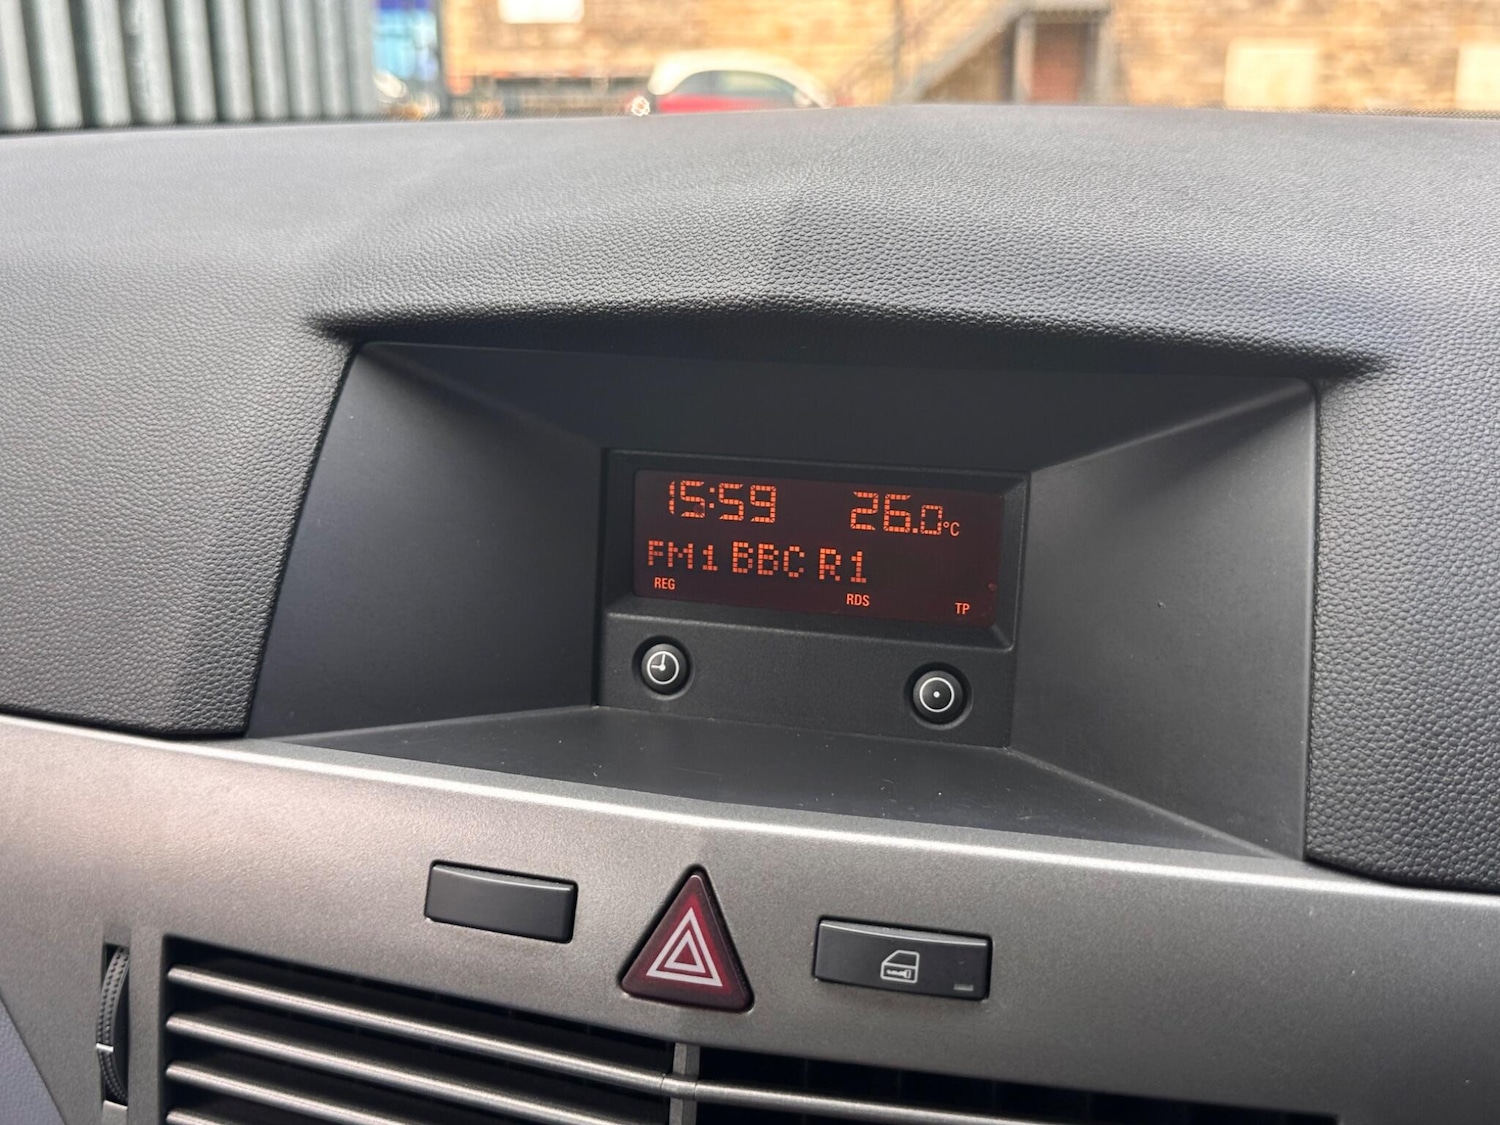 15:59 26.0°C
FM1 BBC R1
REG RDS TP